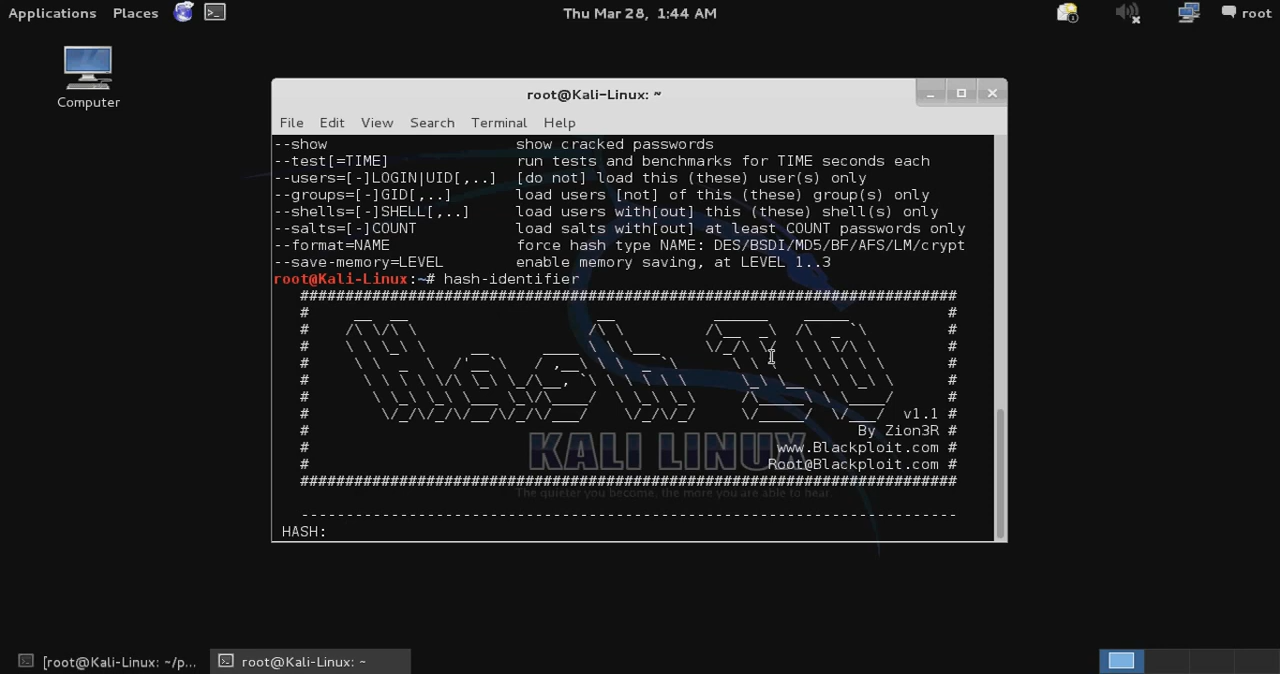 Applications Places Thu Mar 28, 1:44 AM root
Computer
root@Kali-Linux: ~
File Edit View Search Terminal Help
--show show cracked passwords
--test[=TIME] run tests and benchmarks for TIME seconds each
--users=[-]LOGIN|UID[,..] [do not] load this (these) user(s) only
--groups=[-]GID[,..] load users [not] of this (these) group(s) only
--shells=[-]SHELL[,..] load users with[out] this (these) shell(s) only
--salts=[-]COUNT load salts with[out] at least COUNT passwords only
--format=NAME force hash type NAME: DES/BSDI/MD5/BF/AFS/LM/crypt
--save-memory=LEVEL enable memory saving, at LEVEL 1..3
root@Kali-Linux:~# hash-identifier
Hash ID
v1.1
By Zion3R
www.Blackploit.com
Root@Blackploit.com
KALI LINUX
The quieter you become, the more you are able to hear.
HASH:
[root@Kali-Linux: ~/p... root@Kali-Linux: ~